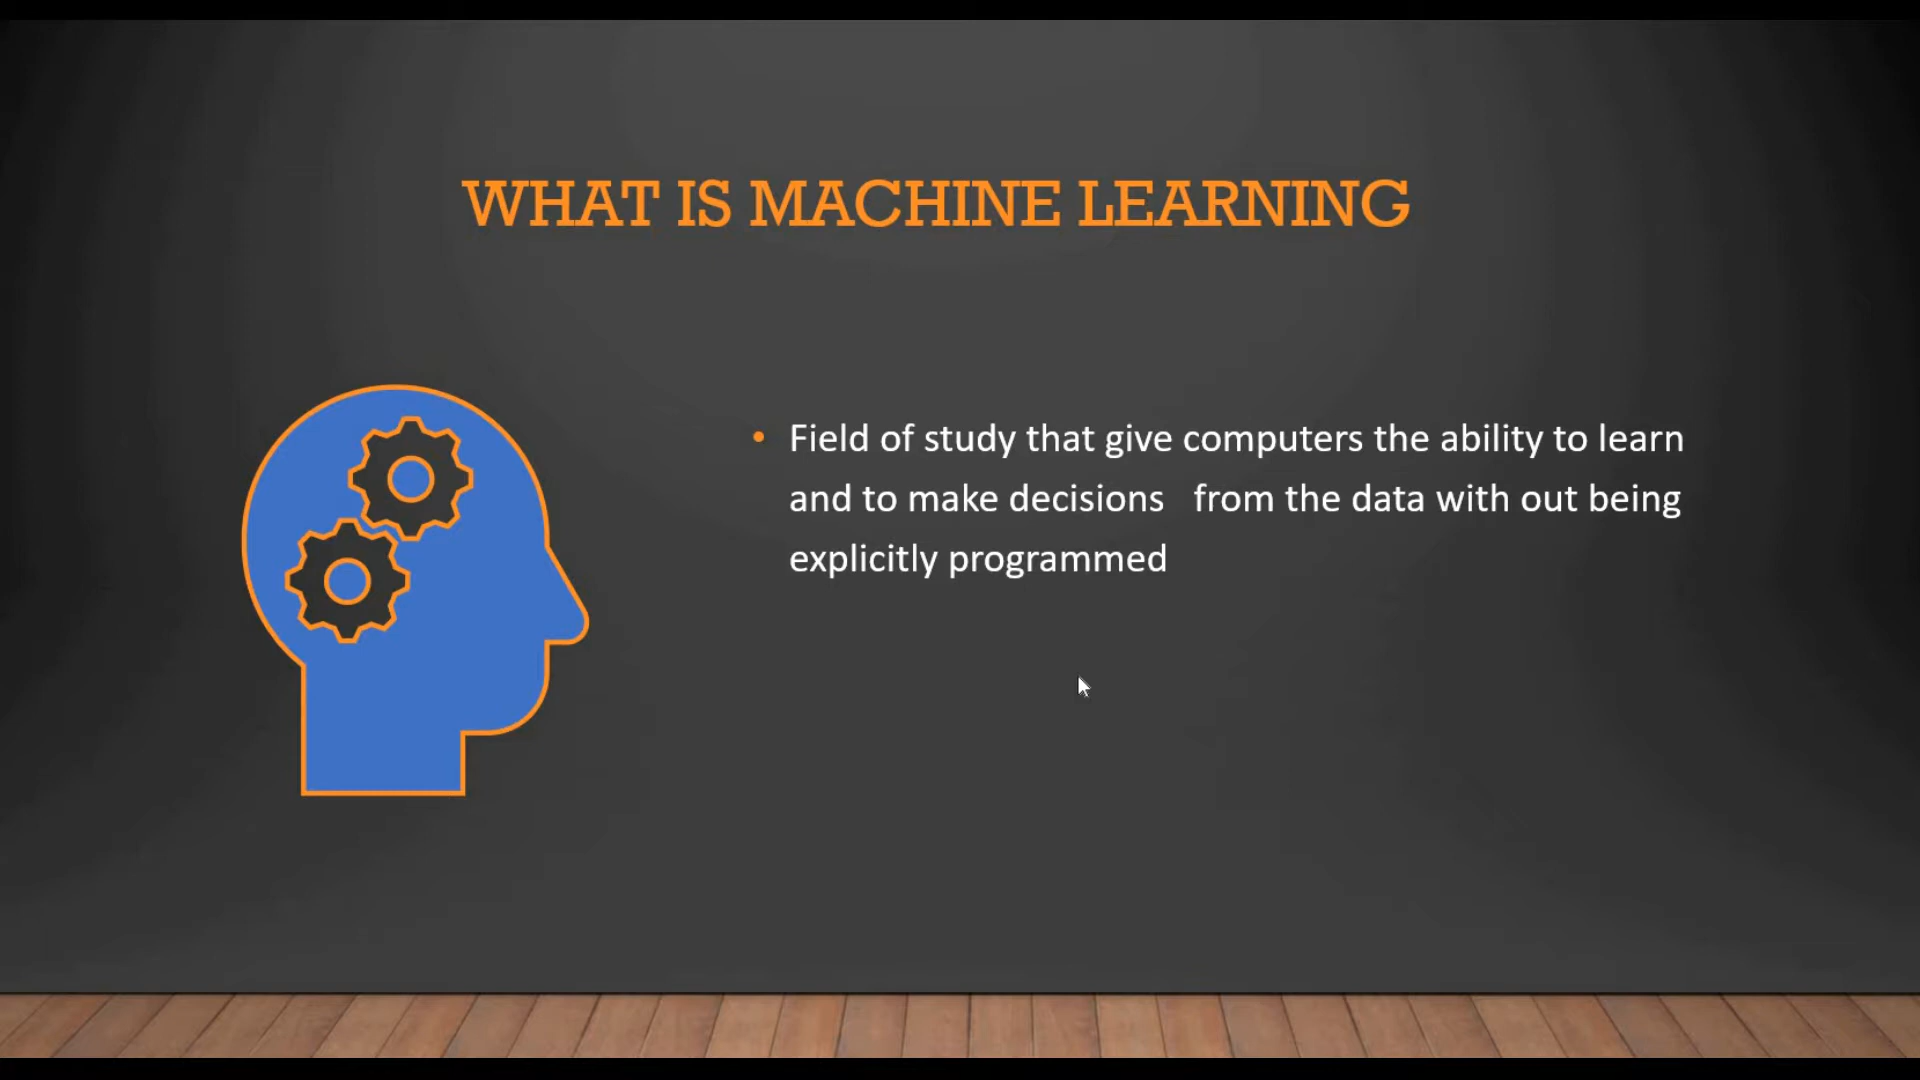 WHAT IS MACHINE LEARNING
• Field of study that give computers the ability to learn
and to make decisions   from the data with out being
explicitly programmed